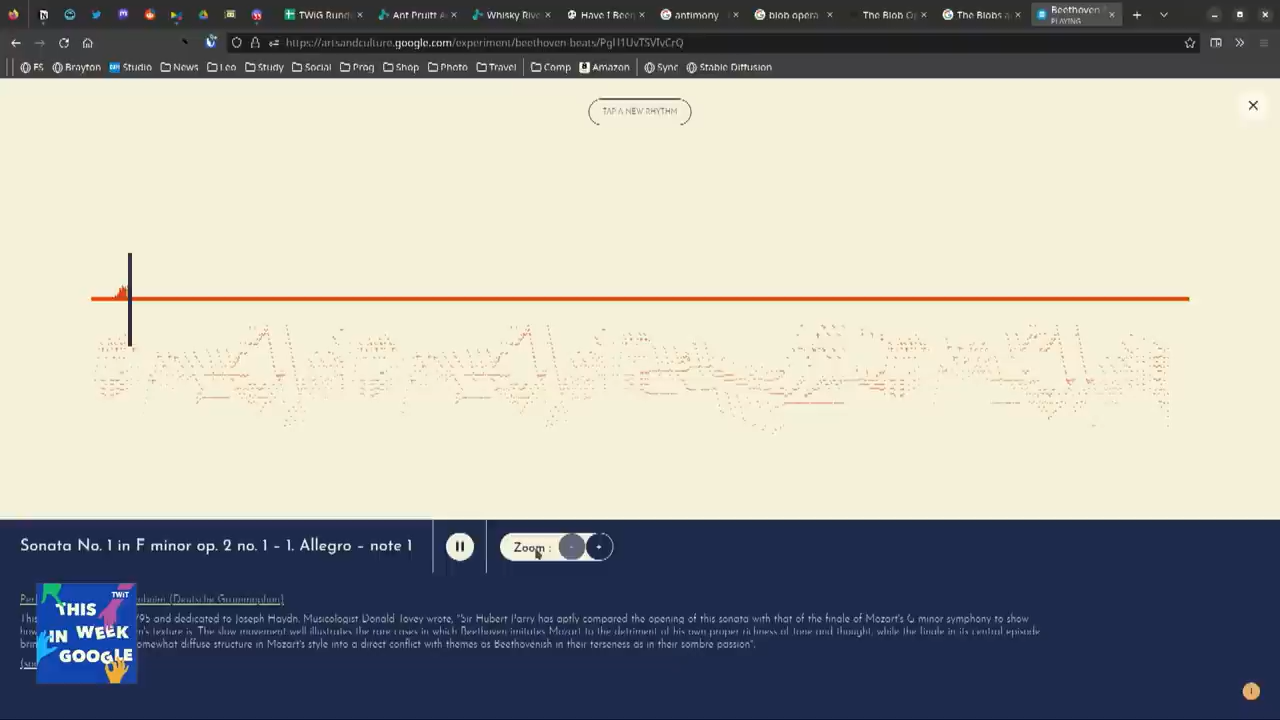 TWiG Rund
Ant Pruitt A
Whisky Rive
Have I Been
antimony
blob opera
The Blob Op
The Blobs a
Beethoven
PLAYING
https://artsandculture.google.com/experiment/beethoven-beats/
FS
Brayton
Studio
News
Leo
Study
Social
Prog
Shop
Photo
Travel
Comp
Amazon
Sync
Stable Diffusion
TAP A NEW RHYTHM
Sonata No. 1 in F minor op. 2 no. 1 – 1. Allegro – note 1
Zoom : - +
(Deutsche Grammophon)
95 and dedicated to Joseph Haydn. Musicologist Donald Tovey wrote, "Sir Hubert Parry has aptly compared the opening of this sonata with that of the finale of Mozart's G minor symphony to show
texture is. The slow movement well illustrates the rare cases in which Beethoven imitates Mozart to the detriment of his own proper richness of tone and thought, while the finale in its central episode
omewhat diffuse structure in Mozart's style into a direct conflict with themes as Beethovenish in their terseness as in their sombre passion".
TWiT
THIS
IN WEEK
GOOGLE